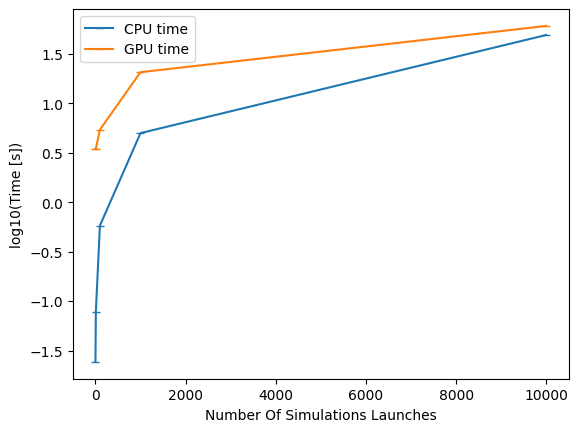 CPU time
GPU time
1.5
1.0
0.5
0.0
−0.5
−1.0
−1.5
log10(Time [s])
0 2000 4000 6000 8000 10000
Number Of Simulations Launches